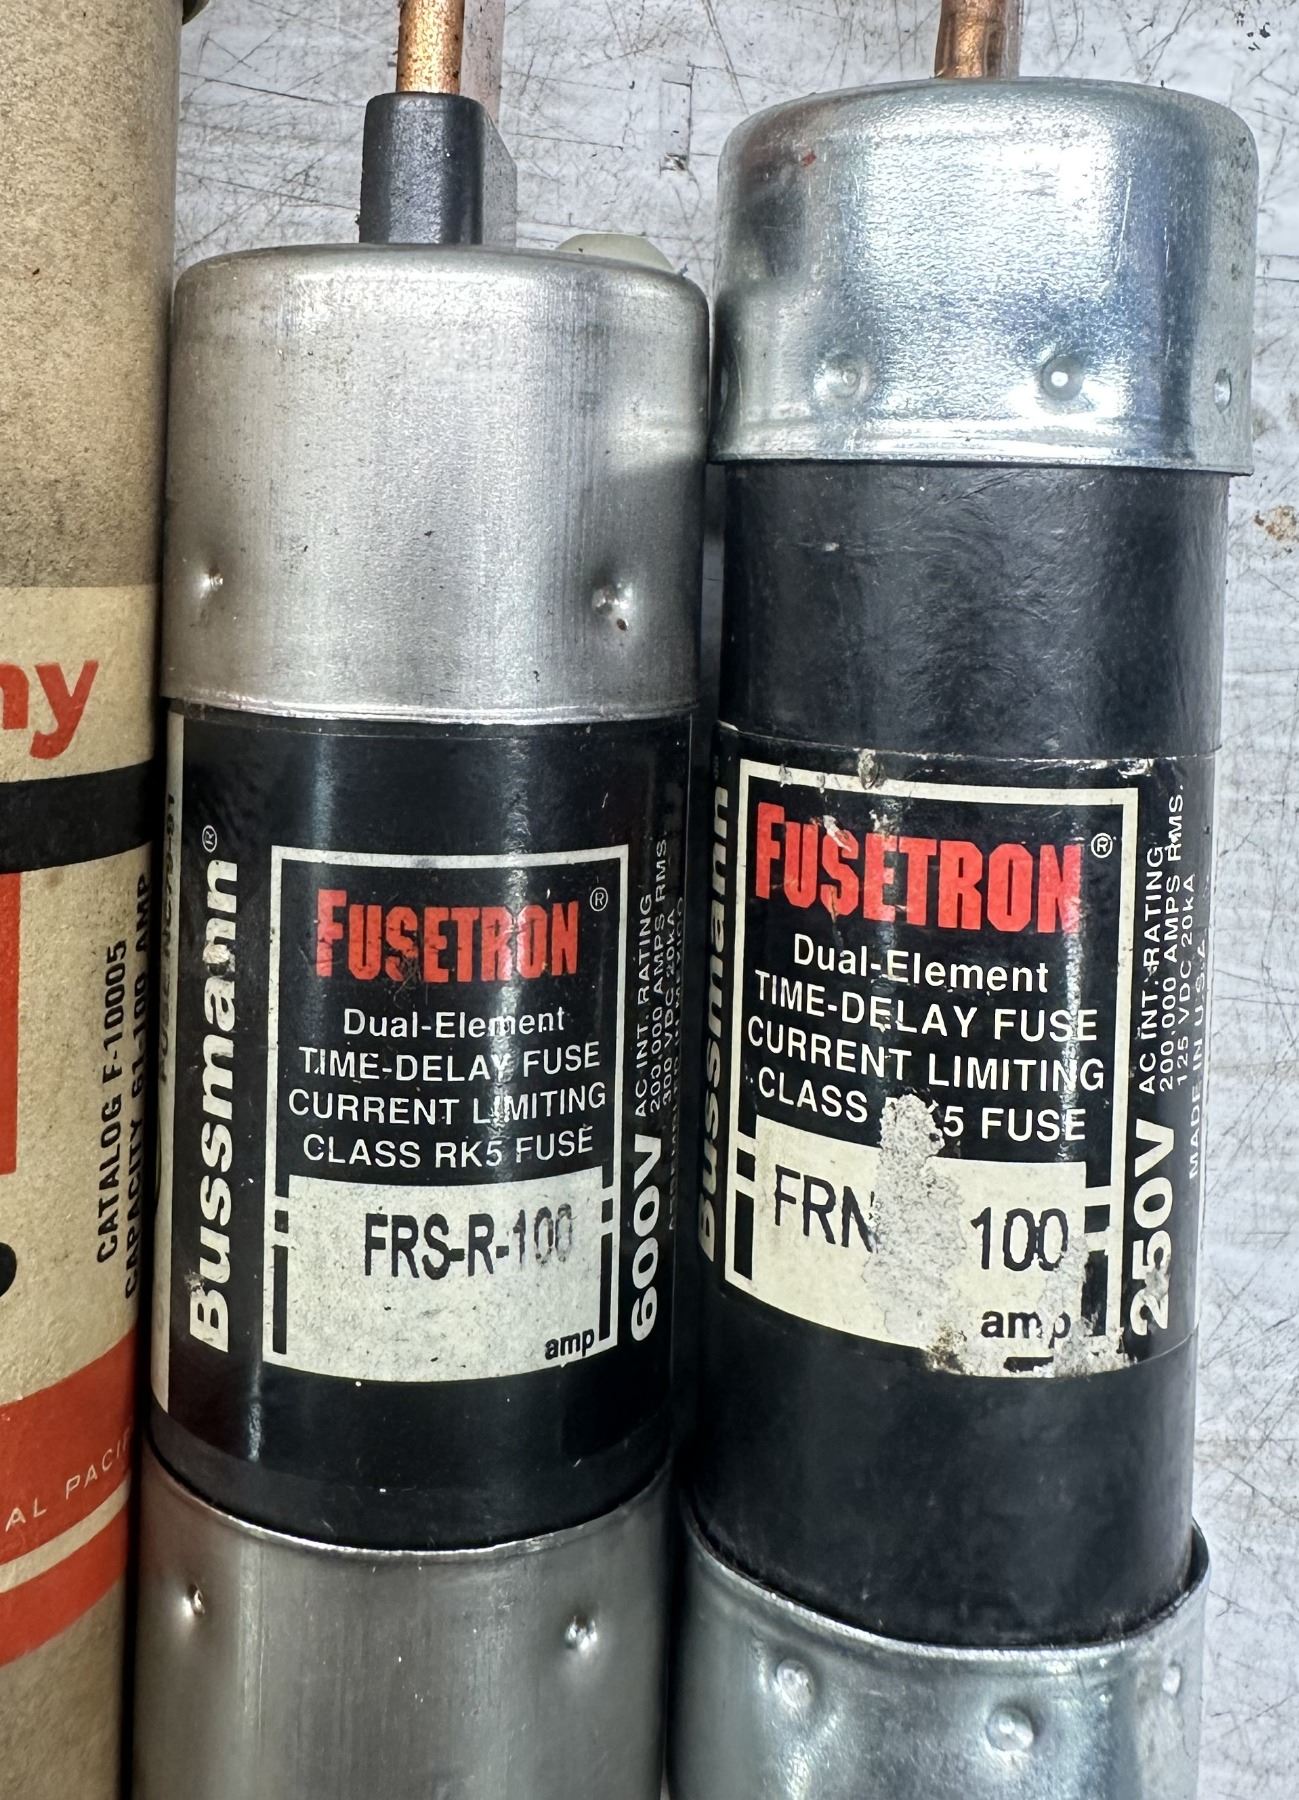 ny
CATALOG F-10005
CAPACITY 61-100 AMP
AL PACIF
Bussmann®
FUSETRON®
Dual-Element
TIME-DELAY FUSE
CURRENT LIMITING
CLASS RK5 FUSE
FRS-R-100
amp
600V
AC INT. RATING
200,000 AMPS RMS.
300 VDC 20kA
Bussmann
FUSETRON®
Dual-Element
TIME-DELAY FUSE
CURRENT LIMITING
CLASS RK5 FUSE
FRN 100
amp
250V
AC INT. RATING
200,000 AMPS RMS.
125 VDC 20kA
MADE IN U.S.A.